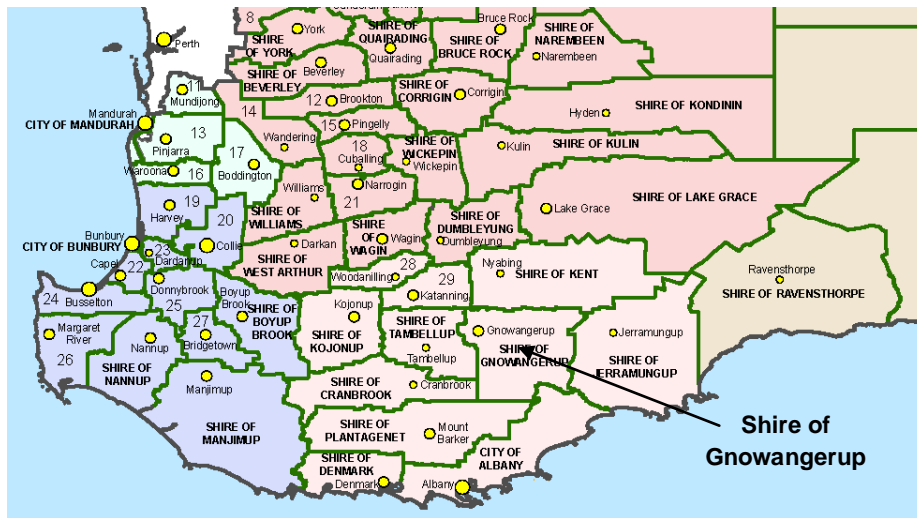 8
York
SHIRE
OF YORK
SHIRE OF
QUAIRADING
Quairading
Bruce Rock
SHIRE OF
BRUCE ROCK
SHIRE OF
NAREMBEEN
Narembeen
Perth
Beverley
SHIRE OF
BEVERLEY
11
Mundijong
12
Brookton
SHIRE OF
CORRIGIN
Corrigin
Hyden
SHIRE OF KONDININ
Mandurah
CITY OF MANDURAH
13
Pinjarra
14
Wandering
15
Pingelly
SHIRE OF
WICKEPIN
Wickepin
Kulin
SHIRE OF KULIN
Waroona
16
17
Boddington
18
Cuballing
Narrogin
21
19
Harvey
20
Williams
SHIRE OF
WILLIAMS
SHIRE
OF
WAGIN
Wagin
SHIRE OF
DUMBLEYUNG
Dumbleyung
Lake Grace
SHIRE OF LAKE GRACE
Bunbury
CITY OF BUNBURY
23
Dardanup
Collie
Darkan
SHIRE OF
WEST ARTHUR
Woodanilling
28
29
Katanning
Nyabing
SHIRE OF KENT
Ravensthorpe
SHIRE OF RAVENSTHORPE
Capel
22
24
Busselton
Donnybrook
25
Boyup
Brook
SHIRE OF
BOYUP
BROOK
Kojonup
SHIRE OF
KOJONUP
SHIRE OF
TAMBELLUP
Tambellup
Gnowangerup
SHIRE OF
GNOWANGERUP
Jerramungup
SHIRE OF
JERRAMUNGUP
Margaret
River
26
Nannup
SHIRE OF
NANNUP
27
Bridgetown
Manjimup
SHIRE OF
MANJIMUP
SHIRE OF
CRANBROOK
Cranbrook
SHIRE OF
PLANTAGENET
Mount
Barker
SHIRE OF
DENMARK
Denmark
CITY OF
ALBANY
Albany
Shire of
Gnowangerup